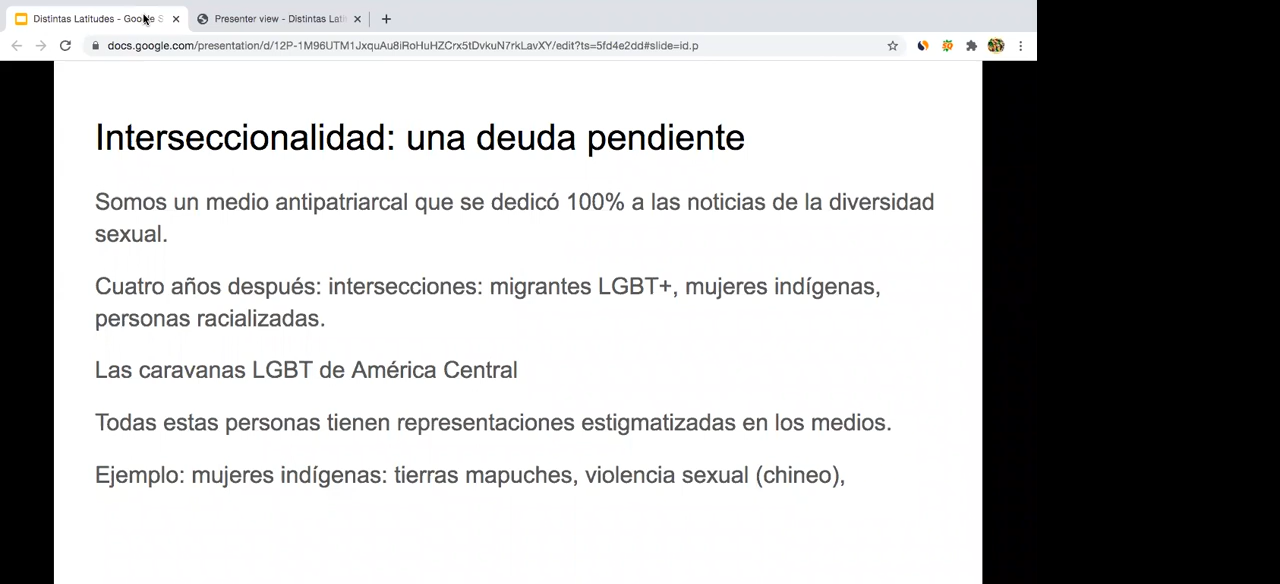 Distintas Latitudes - Google S
Presenter view - Distintas Lati
docs.google.com/presentation/d/12P-1M96UTM1JxquAu8iRoHuHZCrx5tDvkuN7rkLavXY/edit?ts=5fd4e2dd#slide=id.p
Interseccionalidad: una deuda pendiente
Somos un medio antipatriarcal que se dedicó 100% a las noticias de la diversidad
sexual.
Cuatro años después: intersecciones: migrantes LGBT+, mujeres indígenas,
personas racializadas.
Las caravanas LGBT de América Central
Todas estas personas tienen representaciones estigmatizadas en los medios.
Ejemplo: mujeres indígenas: tierras mapuches, violencia sexual (chineo),